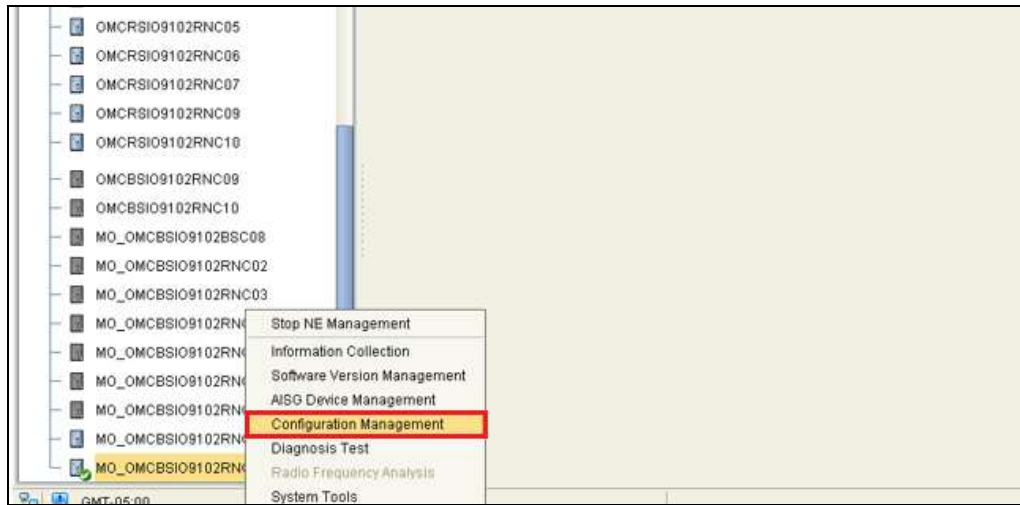 OMCRSIO9102RNC05
OMCRSIO9102RNC06
OMCRSIO9102RNC07
OMCRSIO9102RNC09
OMCRSIO9102RNC10
OMCBSIO9102RNC09
OMCBSIO9102RNC10
MO_OMCBSIO9102BSC08
MO_OMCBSIO9102RNC02
MO_OMCBSIO9102RNC03
MO_OMCBSIO9102RN
MO_OMCBSIO9102RN
MO_OMCBSIO9102RN
MO_OMCBSIO9102RN
MO_OMCBSIO9102RN
MO_OMCBSIO9102RN
Stop NE Management
Information Collection
Software Version Management
AISG Device Management
Configuration Management
Diagnosis Test
Radio Frequency Analysis
System Tools
GMT-05:00